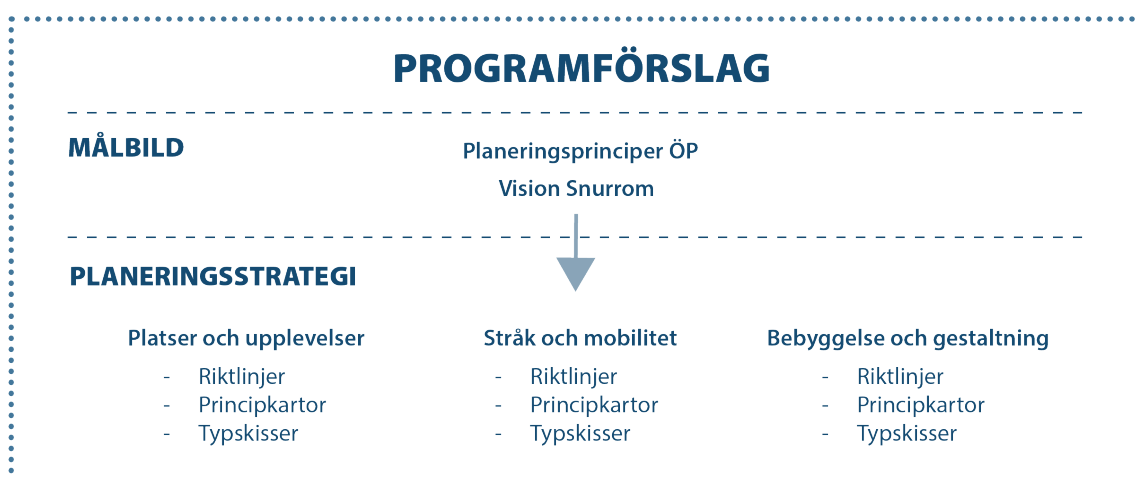 PROGRAMFÖRSLAG
MÅLBILD
Planeringsprinciper ÖP
Vision Snurrom
PLANERINGSSTRATEGI
Platser och upplevelser
- Riktlinjer
- Principkartor
- Typskisser
Stråk och mobilitet
- Riktlinjer
- Principkartor
- Typskisser
Bebyggelse och gestaltning
- Riktlinjer
- Principkartor
- Typskisser